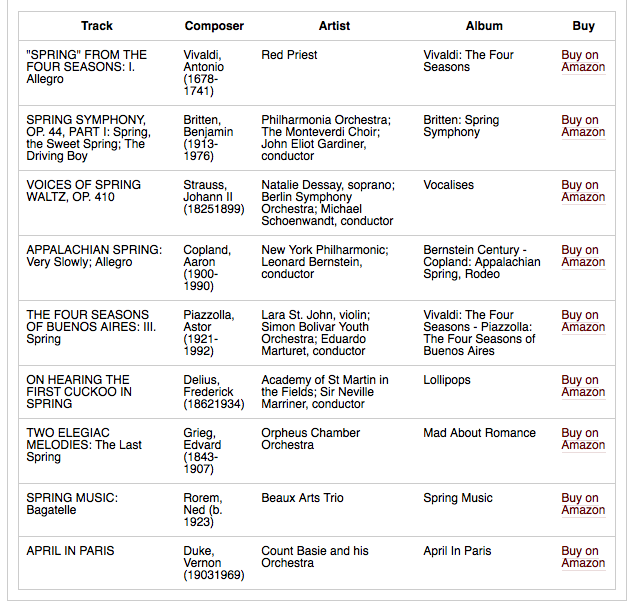 Track Composer Artist Album Buy
"SPRING" FROM THE
FOUR SEASONS: I.
Allegro
Vivaldi,
Antonio
(1678-
1741)
Red Priest
Vivaldi: The Four
Seasons
Buy on
Amazon
SPRING SYMPHONY,
OP. 44, PART I: Spring,
the Sweet Spring; The
Driving Boy
Britten,
Benjamin
(1913-
1976)
Philharmonia Orchestra;
The Monteverdi Choir;
John Eliot Gardiner,
conductor
Britten: Spring
Symphony
Buy on
Amazon
VOICES OF SPRING
WALTZ, OP. 410
Strauss,
Johann II
(18251899)
Natalie Dessay, soprano;
Berlin Symphony
Orchestra; Michael
Schoenwandt, conductor
Vocalises
Buy on
Amazon
APPALACHIAN SPRING:
Very Slowly; Allegro
Copland,
Aaron
(1900-
1990)
New York Philharmonic;
Leonard Bernstein,
conductor
Bernstein Century -
Copland: Appalachian
Spring, Rodeo
Buy on
Amazon
THE FOUR SEASONS
OF BUENOS AIRES: III.
Spring
Piazzolla,
Astor
(1921-
1992)
Lara St. John, violin;
Simon Bolivar Youth
Orchestra; Eduardo
Marturet, conductor
Vivaldi: The Four
Seasons - Piazzolla:
The Four Seasons of
Buenos Aires
Buy on
Amazon
ON HEARING THE
FIRST CUCKOO IN
SPRING
Delius,
Frederick
(18621934)
Academy of St Martin in
the Fields; Sir Neville
Marriner, conductor
Lollipops
Buy on
Amazon
TWO ELEGIAC
MELODIES: The Last
Spring
Grieg,
Edvard
(1843-
1907)
Orpheus Chamber
Orchestra
Mad About Romance
Buy on
Amazon
SPRING MUSIC:
Bagatelle
Rorem,
Ned (b.
1923)
Beaux Arts Trio
Spring Music
Buy on
Amazon
APRIL IN PARIS
Duke,
Vernon
(19031969)
Count Basie and his
Orchestra
April In Paris
Buy on
Amazon